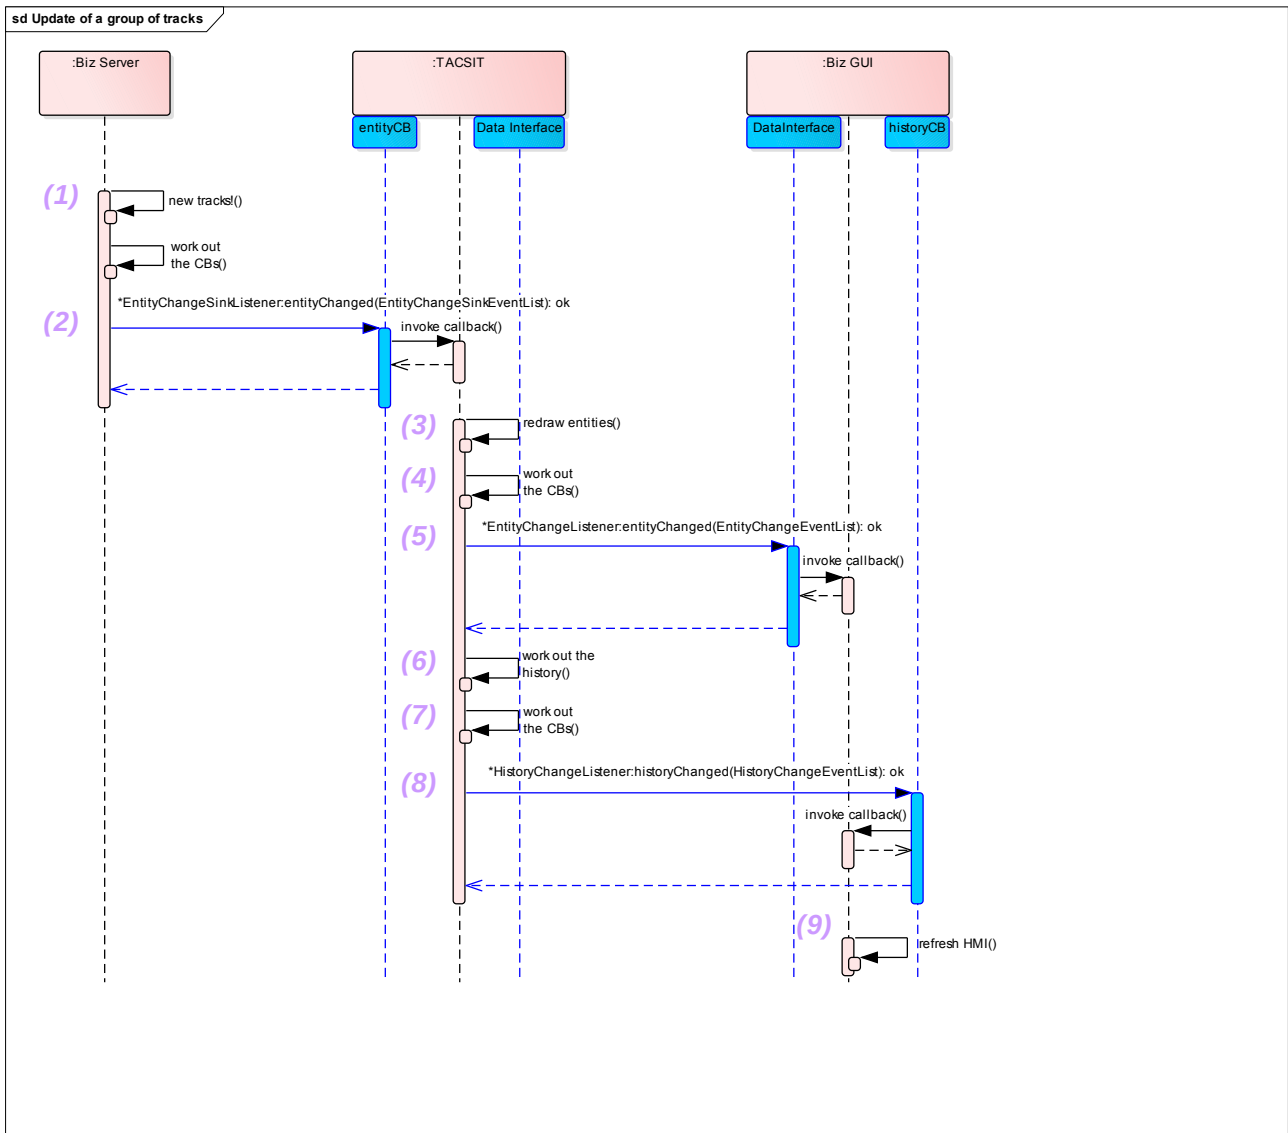 sd Update of a group of tracks
:Biz Server
:TACSIT
:Biz GUI
entityCB
Data Interface
DataInterface
historyCB
(1)
new tracks!()
work out
the CBs()
*EntityChangeSinkListener:entityChanged(EntityChangeSinkEventList): ok
(2)
invoke callback()
(3)
redraw entities()
(4)
work out
the CBs()
*EntityChangeListener:entityChanged(EntityChangeEventList): ok
(5)
invoke callback()
(6)
work out the
history()
(7)
work out
the CBs()
*HistoryChangeListener:historyChanged(HistoryChangeEventList): ok
(8)
invoke callback()
(9)
refresh HMI()